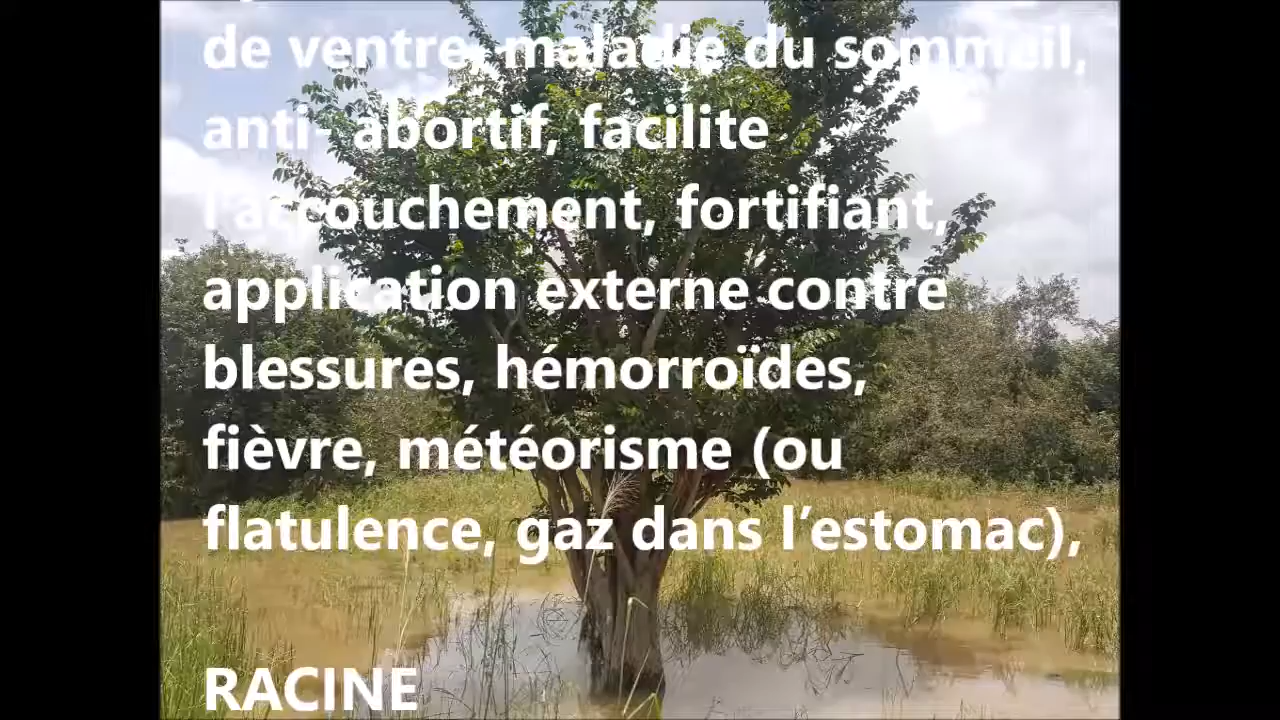 de ventre, maladie du sommeil,
anti- abortif, facilite
l'accouchement, fortifiant,
application externe contre
blessures, hémorroïdes,
fièvre, météorisme (ou
flatulence, gaz dans l’estomac),
RACINE